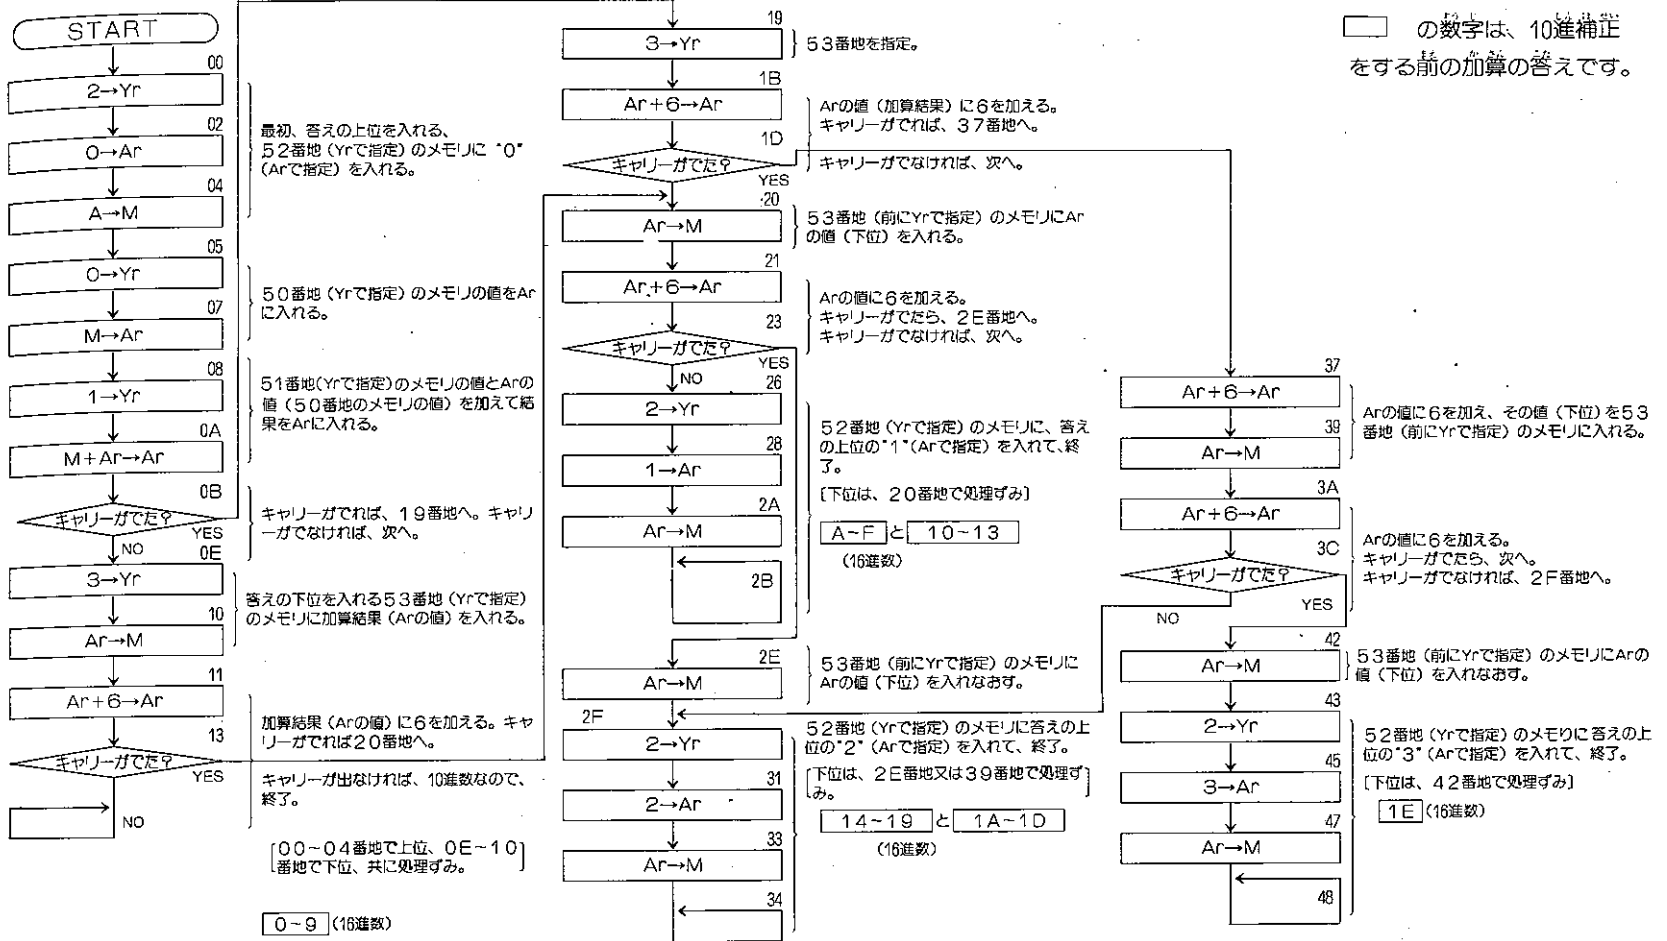 START
00
2→Yr
02
0→Ar
04
A→M
最初、答えの上位を入れる、
52番地(Yrで指定)のメモリに "0"
(Arで指定)を入れる。
05
0→Yr
07
M→Ar
50番地(Yrで指定)のメモリの値をAr
に入れる。
08
1→Yr
0A
M+Ar→Ar
51番地(Yrで指定)のメモリの値とArの
値(50番地のメモリの値)を加えて結
果をArに入れる。
0B
キャリーがでた?
YES
NO
キャリーがでれば、19番地へ。キャリ
ーがでなければ、次へ。
0E
3→Yr
10
Ar→M
答えの下位を入れる53番地(Yrで指定)
のメモリに加算結果(Arの値)を入れる。
11
Ar+6→Ar
13
キャリーがでた?
YES
NO
加算結果(Arの値)に6を加える。キャ
リーがでれば20番地へ。
キャリーが出なければ、10進数なので、
終了。
[00~04番地で上位、0E~10
番地で下位、共に処理ずみ。]
0~9 (16進数)
19
3→Yr
53番地を指定。
1B
Ar+6→Ar
1D
キャリーがでた?
YES
Arの値(加算結果)に6を加える。
キャリーがでれば、37番地へ。
キャリーがでなければ、次へ。
20
Ar→M
53番地(前にYrで指定)のメモリにAr
の値(下位)を入れる。
21
Ar+6→Ar
23
キャリーがでた?
YES
NO
Arの値に6を加える。
キャリーがでたら、2E番地へ。
キャリーがでなければ、次へ。
26
2→Yr
28
1→Ar
2A
Ar→M
2B
52番地(Yrで指定)のメモリに、答え
の上位の"1"(Arで指定)を入れて、終
了。
[下位は、20番地で処理ずみ]
A~F と 10~13
(16進数)
2E
Ar→M
53番地(前にYrで指定)のメモリに
Arの値(下位)を入れなおす。
2F
2→Yr
31
2→Ar
33
Ar→M
34
52番地(Yrで指定)のメモリに答えの上
位の"2"(Arで指定)を入れて、終了。
[下位は、2E番地又は39番地で処理ず
み。]
14~19 と 1A~1D
(16進数)
の数字は、10進補正
をする前の加算の答えです。
37
Ar+6→Ar
39
Ar→M
Arの値に6を加え、その値(下位)を53
番地(前にYrで指定)のメモリに入れる。
3A
Ar+6→Ar
3C
キャリーがでた?
YES
NO
Arの値に6を加える。
キャリーがでたら、次へ。
キャリーがでなければ、2F番地へ。
42
Ar→M
53番地(前にYrで指定)のメモリにArの
値(下位)を入れなおす。
43
2→Yr
45
3→Ar
47
Ar→M
48
52番地(Yrで指定)のメモリに答えの上
位の"3"(Arで指定)を入れて、終了。
[下位は、42番地で処理ずみ]
1E (16進数)